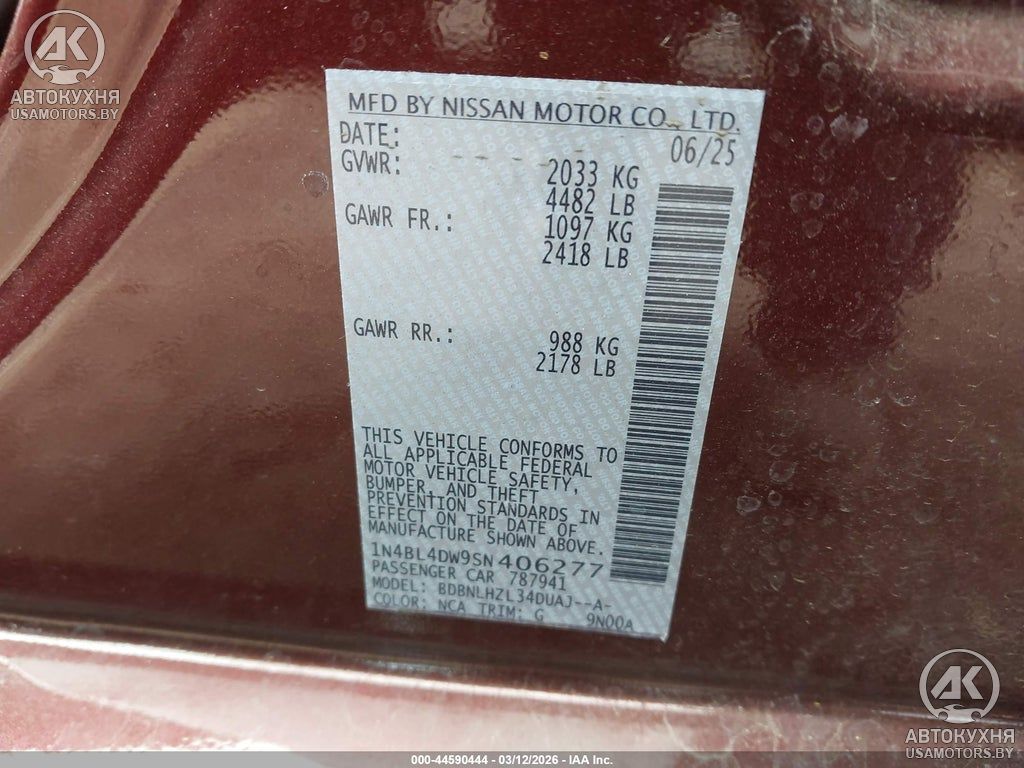 АК
АВТОКУХНЯ
USAMOTORS.BY
MFD BY NISSAN MOTOR CO., LTD.
DATE: 06/25
GVWR: 2033 KG
4482 LB
GAWR FR.: 1097 KG
2418 LB
GAWR RR.: 988 KG
2178 LB
THIS VEHICLE CONFORMS TO
ALL APPLICABLE FEDERAL
MOTOR VEHICLE SAFETY,
BUMPER, AND THEFT
PREVENTION STANDARDS IN
EFFECT ON THE DATE OF
MANUFACTURE SHOWN ABOVE.
1N4BL4DW9SN406277
PASSENGER CAR 787941
MODEL: BDBNLHZL34DUAJ--A-
COLOR: NCA TRIM: G 9N00A
АК
АВТОКУХНЯ
USAMOTORS.BY
000-44590444 - 03/12/2026 - IAA Inc.